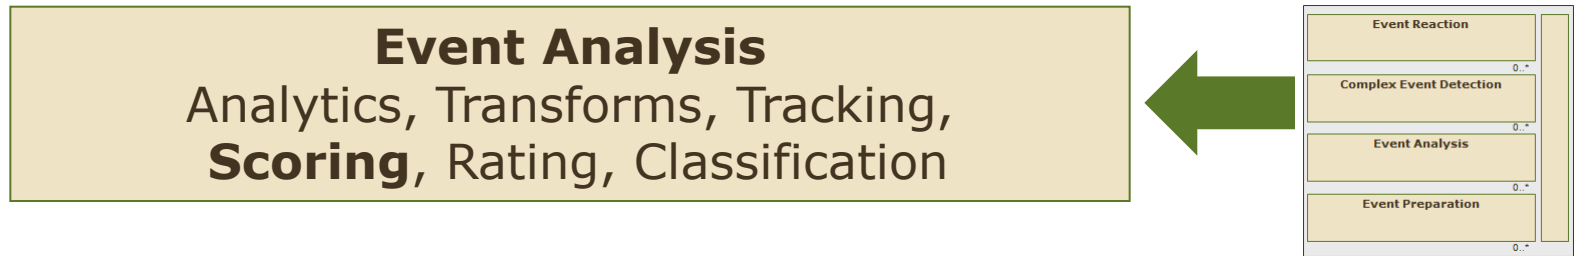 Event Analysis
Analytics, Transforms, Tracking,
Scoring, Rating, Classification
Event Reaction
0..*
Complex Event Detection
0..*
Event Analysis
0..*
Event Preparation
0..*